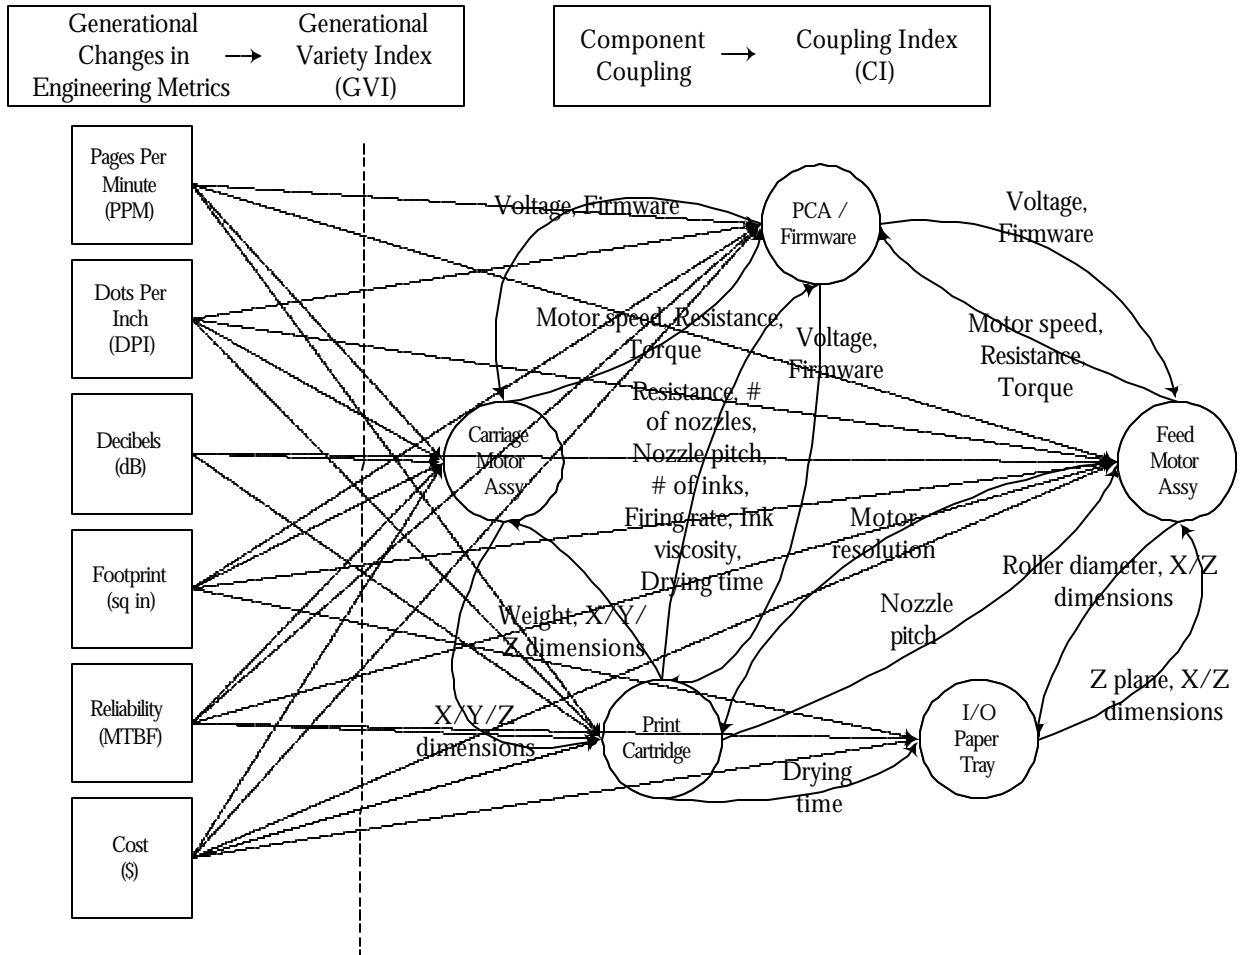 Generational
Changes in
Engineering Metrics
Generational
Variety Index
(GVI)
Component
Coupling
Coupling Index
(CI)
Pages Per
Minute
(PPM)
Dots Per
Inch
(DPI)
Decibels
(dB)
Footprint
(sq in)
Reliability
(MTBF)
Cost
($)
Voltage, Firmware
PCA /
Firmware
Voltage,
Firmware
Motor speed, Resistance,
Torque
Voltage,
Firmware
Motor speed,
Resistance,
Torque
Resistance, #
of nozzles,
Nozzle pitch,
# of inks,
Firing rate, Ink
viscosity,
Drying time
Carriage
Motor
Assy
Feed
Motor
Assy
Motor
resolution
Roller diameter, X/Z
dimensions
Nozzle
pitch
Weight, X/Y/
Z dimensions
Z plane, X/Z
dimensions
X/Y/Z
dimensions
Print
Cartridge
I/O
Paper
Tray
Drying
time